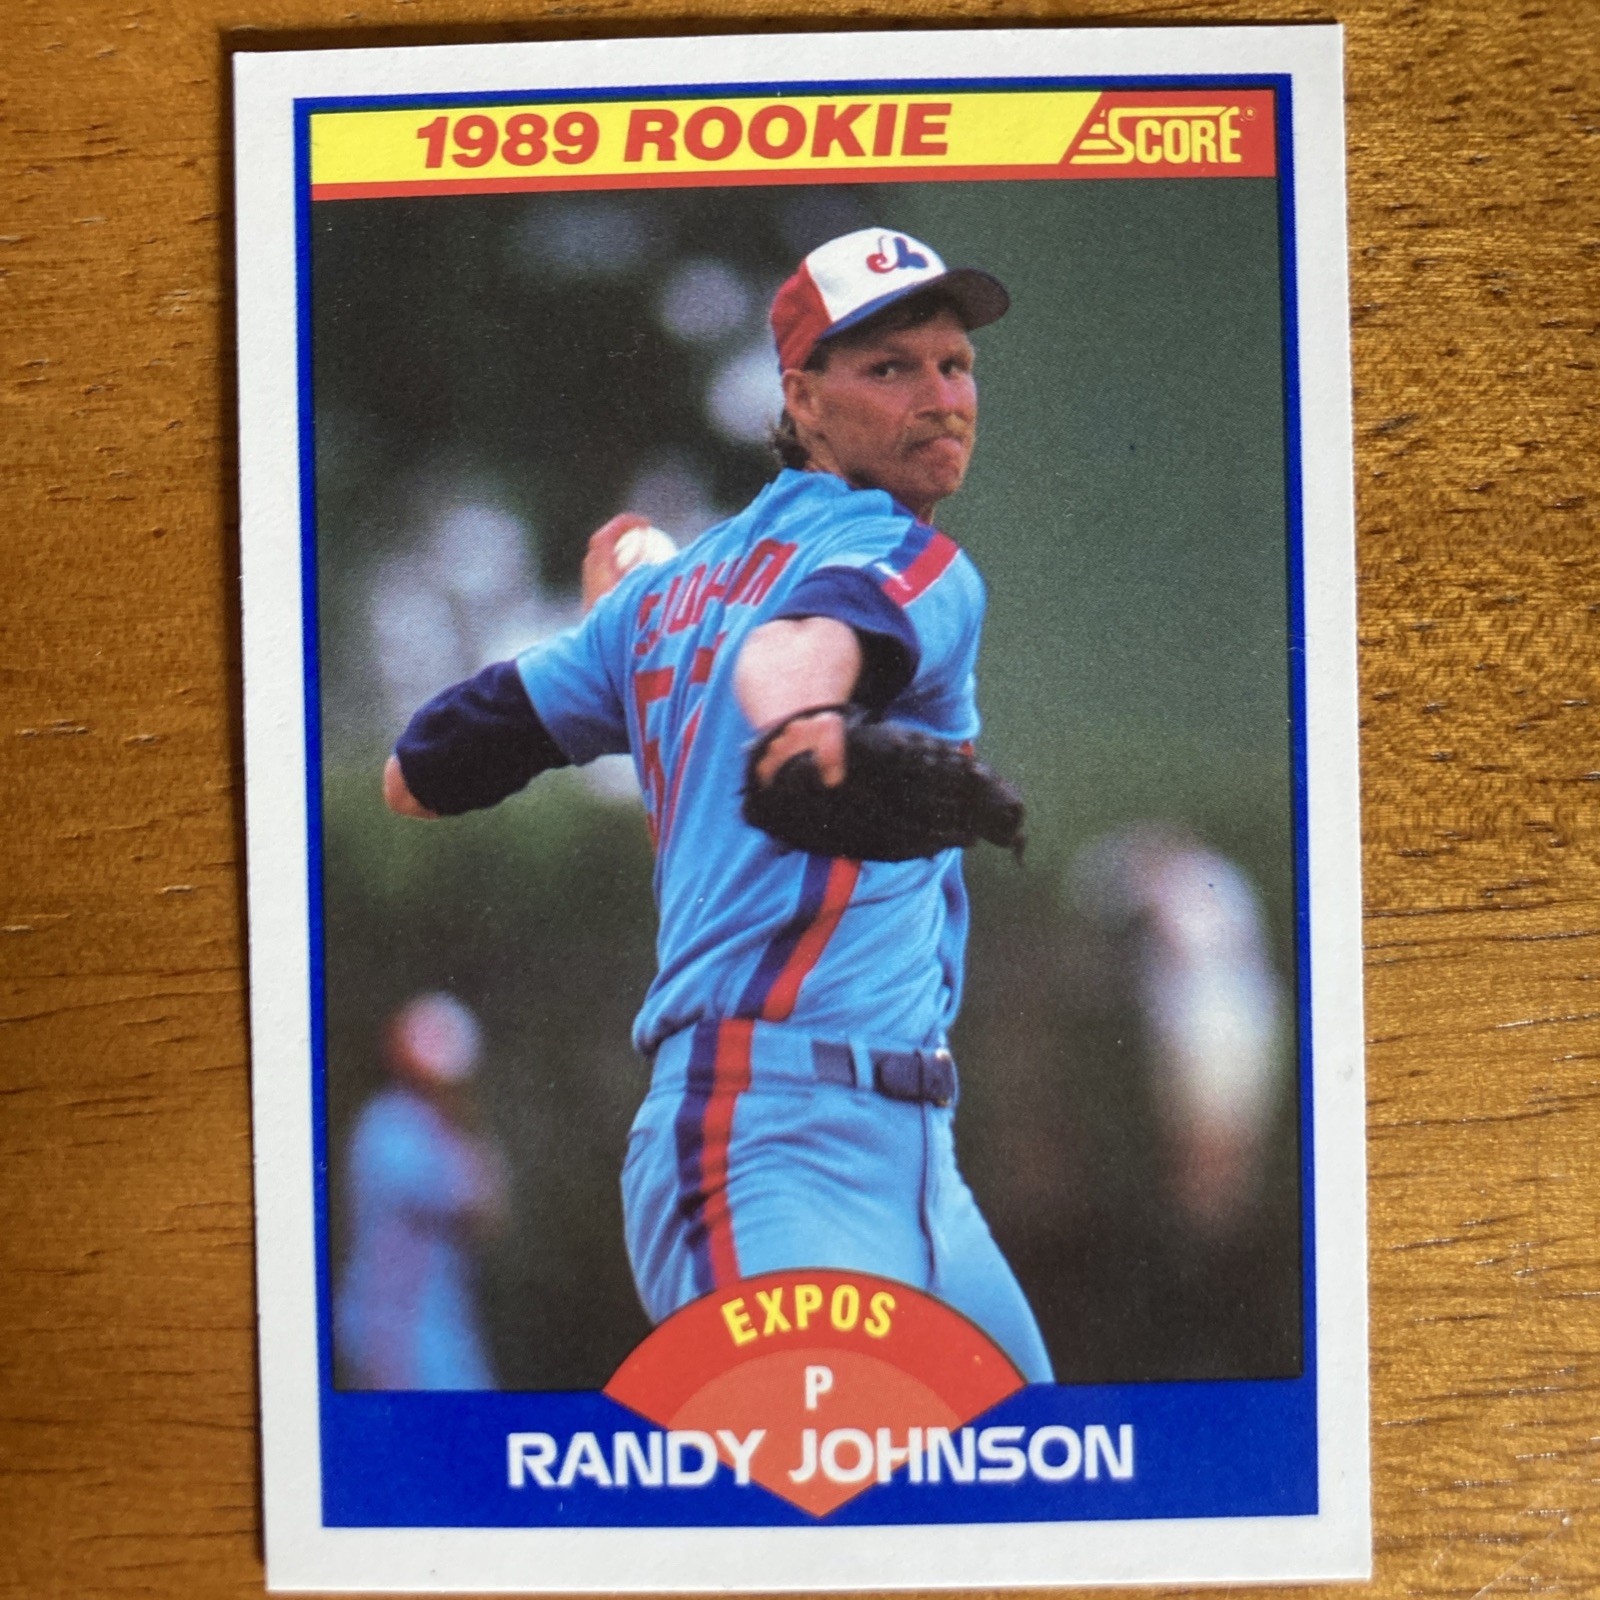 1989 ROOKIE SCORE
EXPOS
P
RANDY JOHNSON